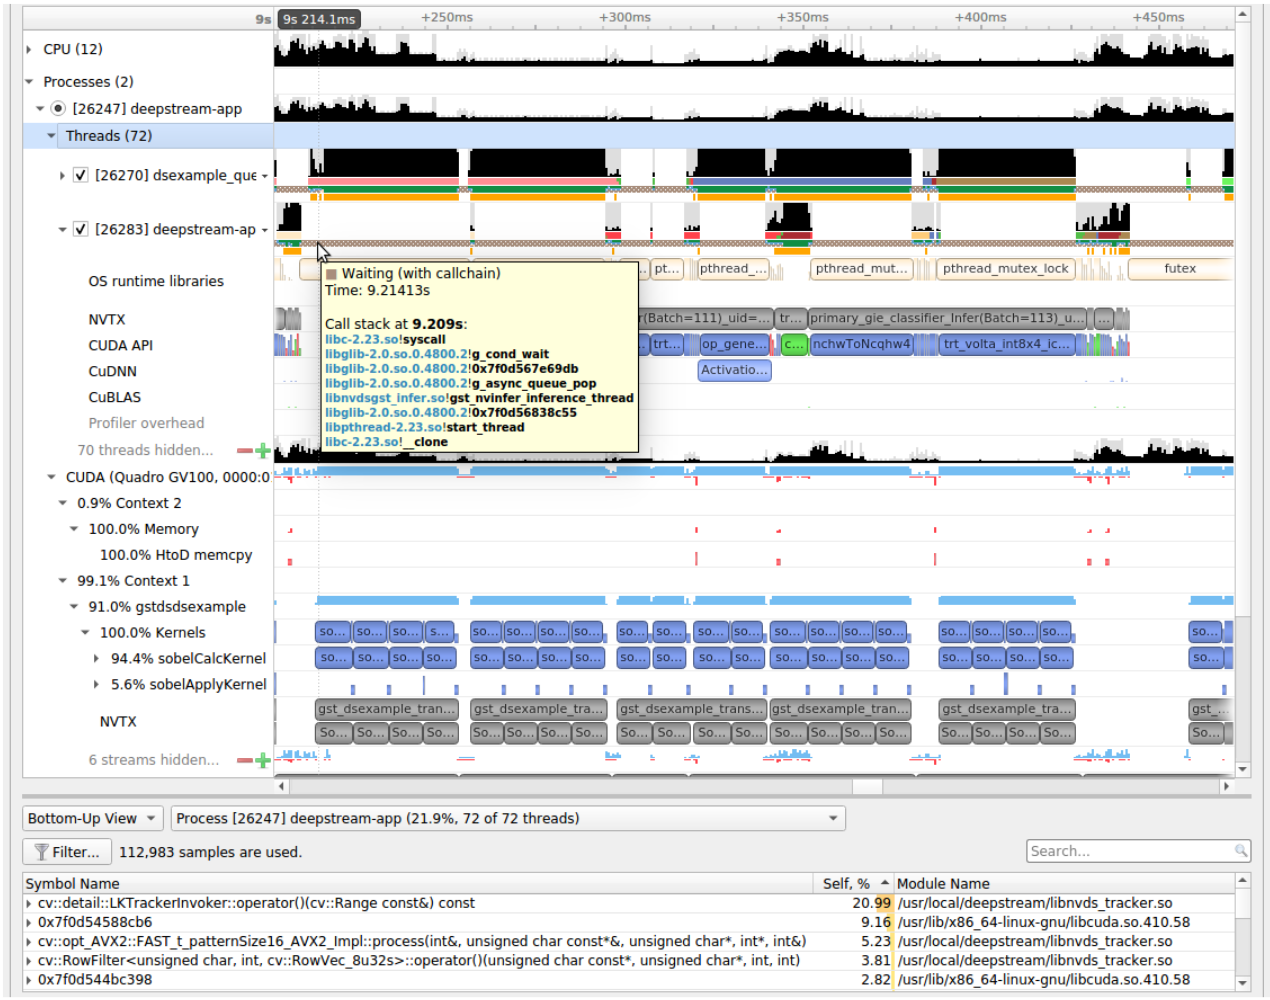 9s 9s 214.1ms +250ms +300ms +350ms +400ms +450ms
CPU (12)
Processes (2)
[26247] deepstream-app
Threads (72)
[26270] dsexample_que
[26283] deepstream-ap
OS runtime libraries pt... pthread_... pthread_mut... pthread_mutex_lock futex
Waiting (with callchain)
Time: 9.21413s
Call stack at 9.209s:
libc-2.23.so!syscall
libglib-2.0.so.0.4800.2!g_cond_wait
libglib-2.0.so.0.4800.2!0x7f0d567e69db
libglib-2.0.so.0.4800.2!g_async_queue_pop
libnvdsgst_infer.so!gst_nvinfer_inference_thread
libglib-2.0.so.0.4800.2!0x7f0d56838c55
libpthread-2.23.so!start_thread
libc-2.23.so!__clone
NVTX r(Batch=111)_uid=... tr... primary_gie_classifier_Infer(Batch=113)_u... ...
CUDA API trt... op_gene... c... nchwToNcqhw4 trt_volta_int8x4_ic...
CuDNN Activatio...
CuBLAS
Profiler overhead
70 threads hidden...
CUDA (Quadro GV100, 0000:0
0.9% Context 2
100.0% Memory
100.0% HtoD memcpy
99.1% Context 1
91.0% gstdsdsexample
100.0% Kernels so... so... so... s... so... so... so... so... so... so... so... so... so... so... so... so... so... so... so... so... so... so...
94.4% sobelCalcKernel so... so... so... so... so... so... so... so... so... so... so... so... so... so... so... so... so... so... so... so... so...
5.6% sobelApplyKernel
NVTX gst_dsexample_tran... gst_dsexample_tra... gst_dsexample_trans... gst_dsexample_tran... gst_dsexample_tra... gst_...
So... So... So... So... So... So... So... So... So... So... So... So... So... So... So... So... So... So... So... So... So...
6 streams hidden...
Bottom-Up View Process [26247] deepstream-app (21.9%, 72 of 72 threads)
Filter... 112,983 samples are used. Search...
Symbol Name Self, % Module Name
cv::detail::LKTrackerInvoker::operator()(cv::Range const&) const 20.99 /usr/local/deepstream/libnvds_tracker.so
0x7f0d54588cb6 9.16 /usr/lib/x86_64-linux-gnu/libcuda.so.410.58
cv::opt_AVX2::FAST_t_patternSize16_AVX2_Impl::process(int&, unsigned char const*&, unsigned char*, int*, int&) 5.23 /usr/local/deepstream/libnvds_tracker.so
cv::RowFilter<unsigned char, int, cv::RowVec_8u32s>::operator()(unsigned char const*, unsigned char*, int, int) 3.81 /usr/local/deepstream/libnvds_tracker.so
0x7f0d544bc398 2.82 /usr/lib/x86_64-linux-gnu/libcuda.so.410.58